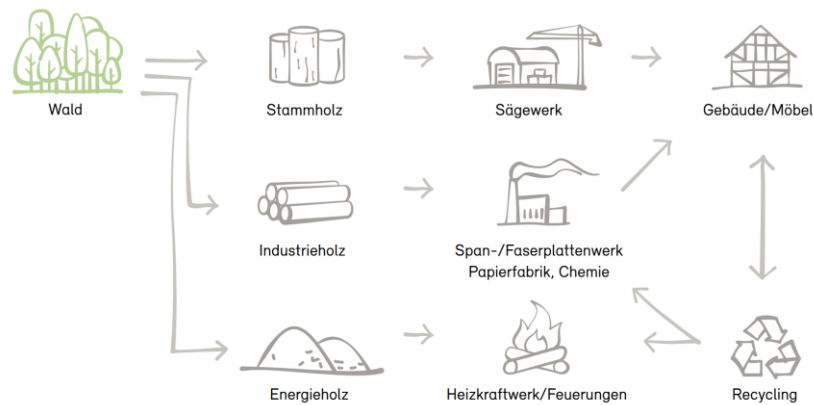 Wald
Stammholz
Sägewerk
Gebäude/Möbel
Industrieholz
Span-/Faserplattenwerk
Papierfabrik, Chemie
Energieholz
Heizkraftwerk/Feuerungen
Recycling